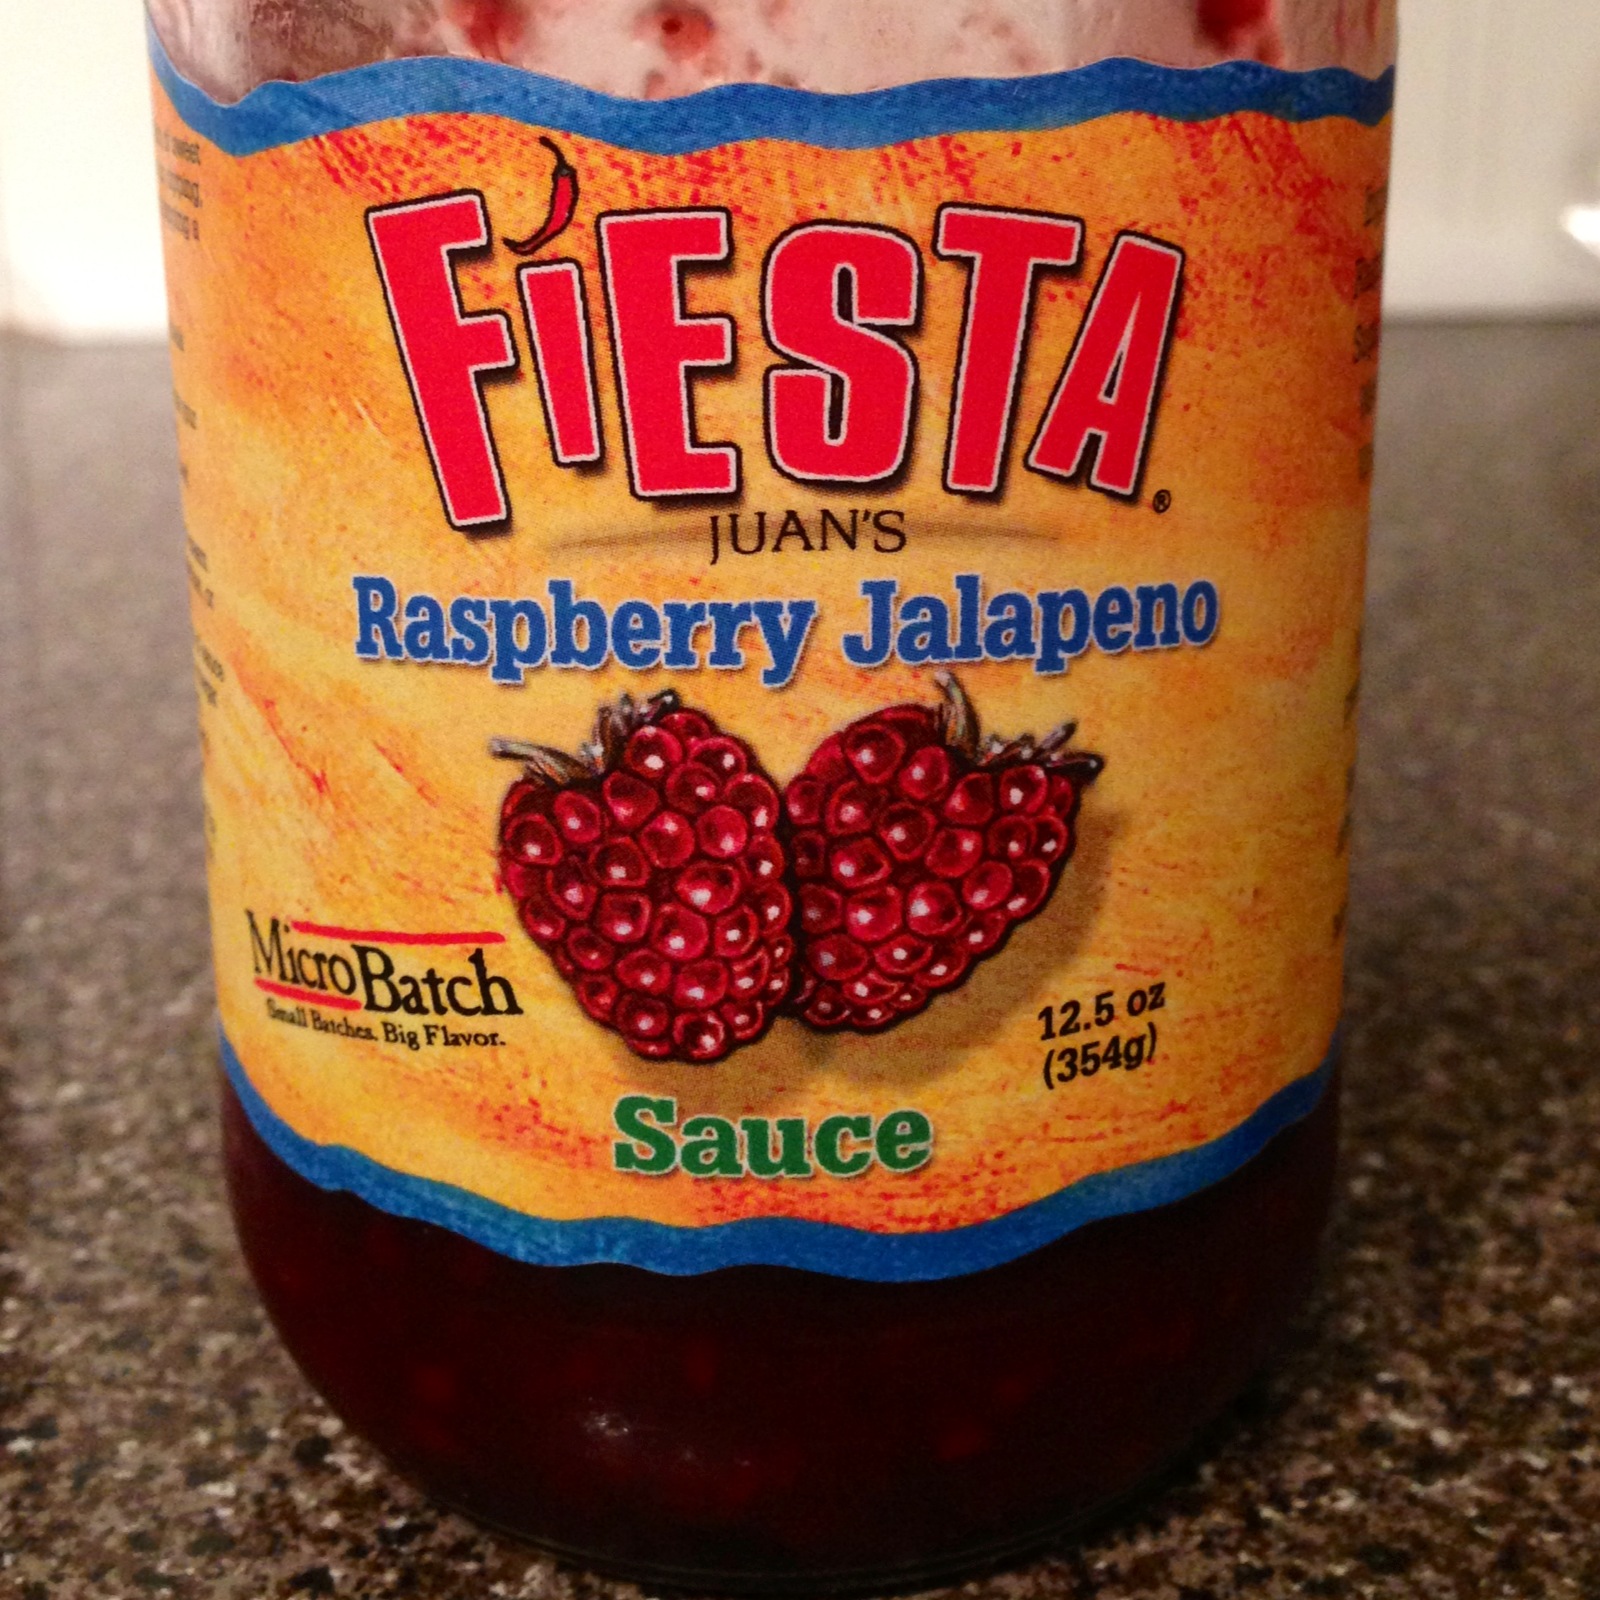 FIESTA®
JUAN'S
Raspberry Jalapeno
MicroBatch
Small Batches. Big Flavor.
12.5 oz
(354g)
Sauce